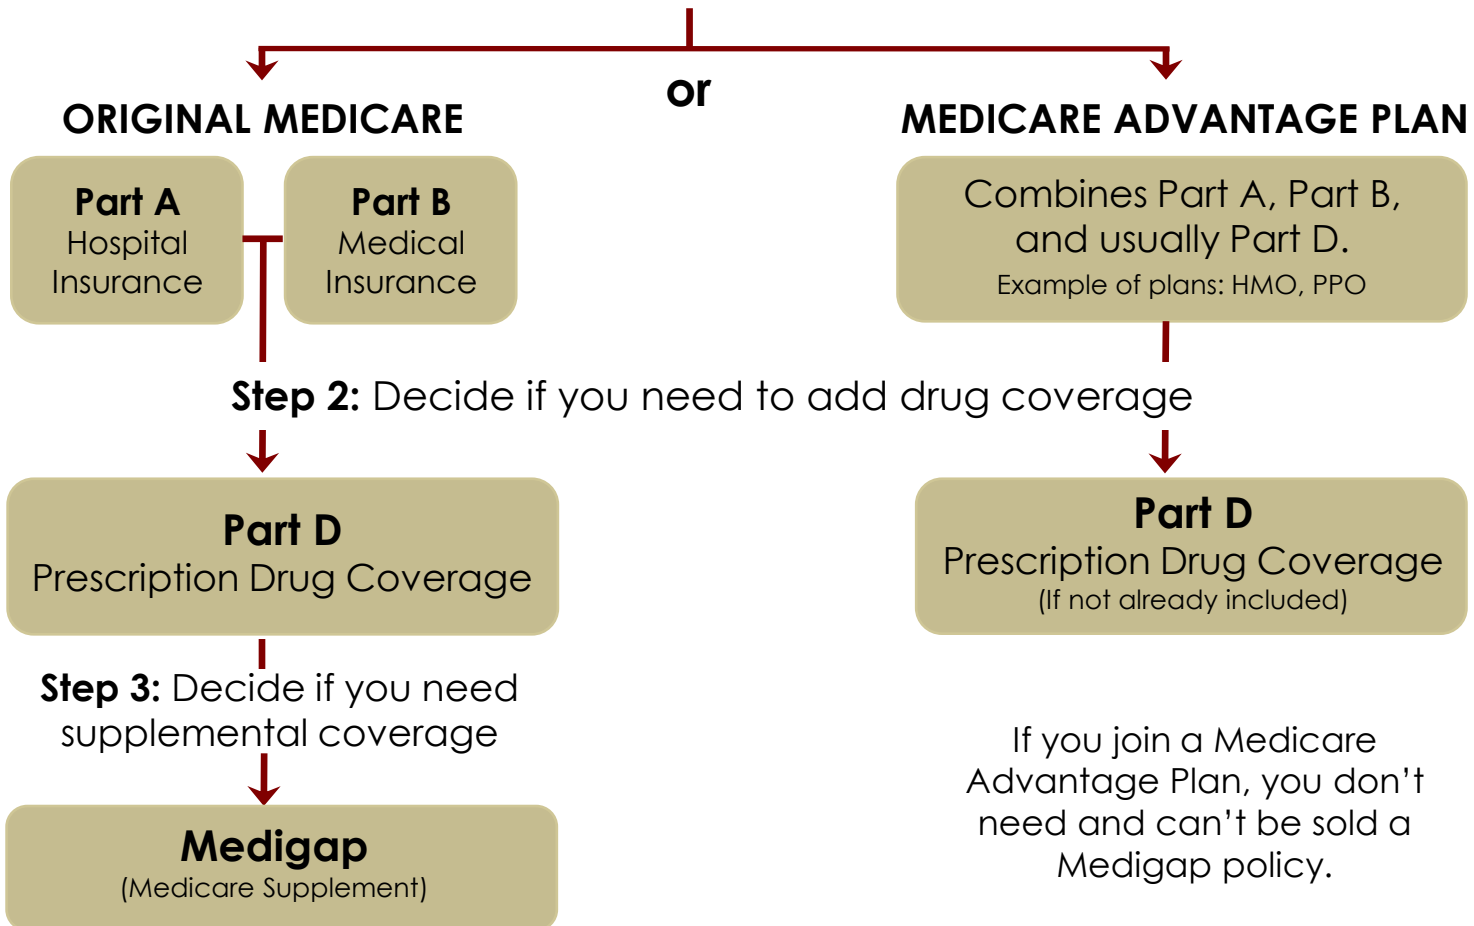 or
ORIGINAL MEDICARE
MEDICARE ADVANTAGE PLAN
Part A
Hospital
Insurance
Part B
Medical
Insurance
Combines Part A, Part B,
and usually Part D.
Example of plans: HMO, PPO
Step 2: Decide if you need to add drug coverage
Part D
Prescription Drug Coverage
Part D
Prescription Drug Coverage
(If not already included)
Step 3: Decide if you need
supplemental coverage
Medigap
(Medicare Supplement)
If you join a Medicare
Advantage Plan, you don’t
need and can’t be sold a
Medigap policy.